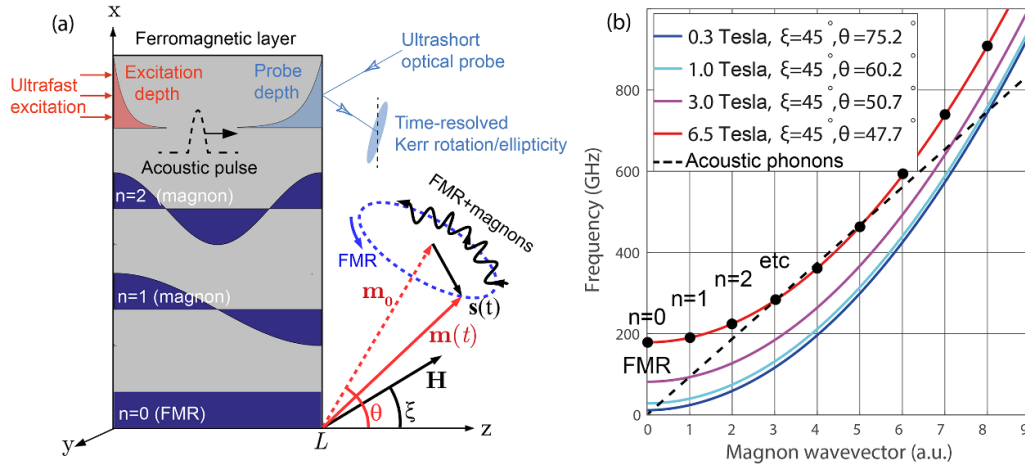 (a)
x
Ferromagnetic layer
Ultrafast
excitation
Excitation
depth
Probe
depth
Ultrashort
optical probe
Time-resolved
Kerr rotation/ellipticity
Acoustic pulse
n=2 (magnon)
n=1 (magnon)
n=0 (FMR)
FMR+magnons
FMR
m₀
s(t)
m(t)
H
θ
ξ
y
L
z
(b)
0.3 Tesla, ξ=45°,θ=75.2°
1.0 Tesla, ξ=45°,θ=60.2°
3.0 Tesla, ξ=45°,θ=50.7°
6.5 Tesla, ξ=45°,θ=47.7°
Acoustic phonons
Frequency (GHz)
800
600
400
200
0
n=0
n=1
n=2
etc
FMR
0 1 2 3 4 5 6 7 8 9
Magnon wavevector (a.u.)